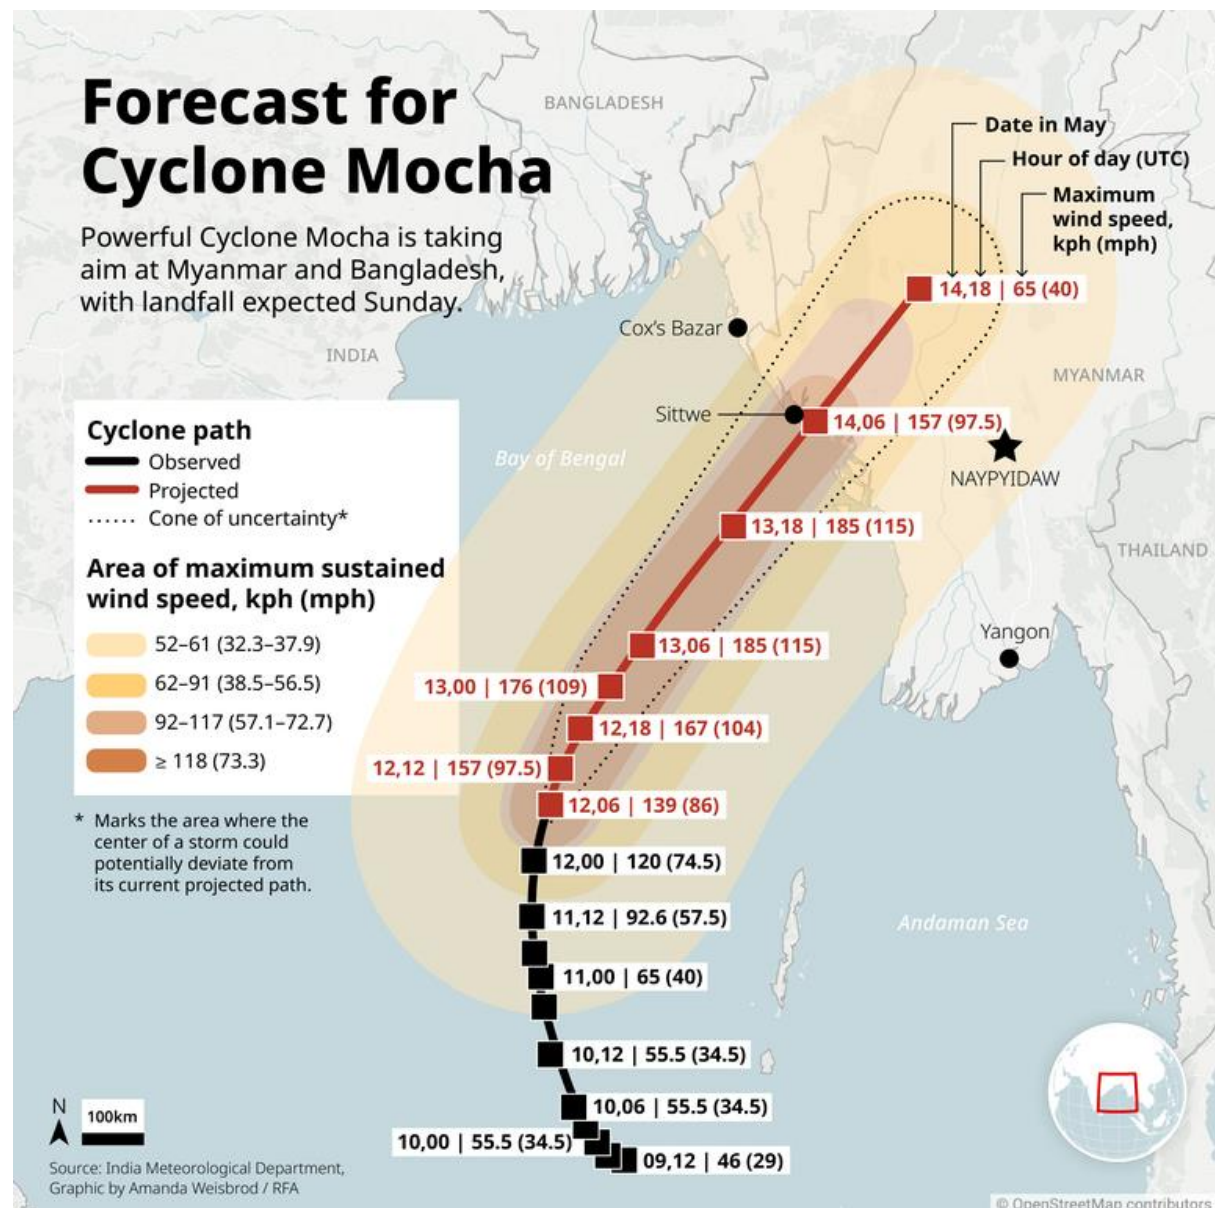 Forecast for
Cyclone Mocha
Powerful Cyclone Mocha is taking
aim at Myanmar and Bangladesh,
with landfall expected Sunday.
BANGLADESH
Date in May
Hour of day (UTC)
Maximum
wind speed,
kph (mph)
14,18 | 65 (40)
Cox's Bazar
INDIA
MYANMAR
Sittwe
14,06 | 157 (97.5)
Bay of Bengal
NAYPYIDAW
13,18 | 185 (115)
THAILAND
Cyclone path
Observed
Projected
Cone of uncertainty*
Area of maximum sustained
wind speed, kph (mph)
52–61 (32.3–37.9)
62–91 (38.5–56.5)
92–117 (57.1–72.7)
≥ 118 (73.3)
* Marks the area where the
center of a storm could
potentially deviate from
its current projected path.
Yangon
13,06 | 185 (115)
13,00 | 176 (109)
12,18 | 167 (104)
12,12 | 157 (97.5)
12,06 | 139 (86)
12,00 | 120 (74.5)
11,12 | 92.6 (57.5)
Andaman Sea
11,00 | 65 (40)
10,12 | 55.5 (34.5)
10,06 | 55.5 (34.5)
10,00 | 55.5 (34.5)
09,12 | 46 (29)
N
100km
Source: India Meteorological Department,
Graphic by Amanda Weisbrod / RFA
© OpenStreetMap contributors